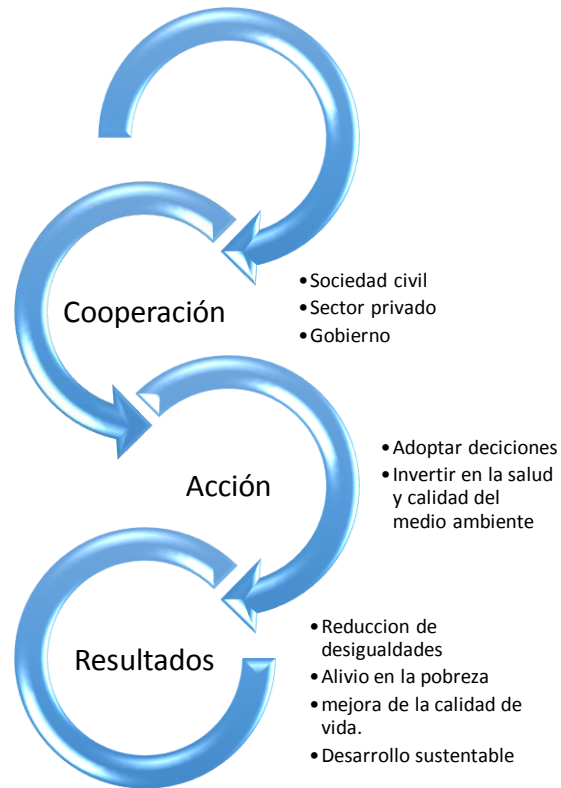 Cooperación
•Sociedad civil
•Sector privado
•Gobierno
Acción
•Adoptar deciciones
•Invertir en la salud
y calidad del
medio ambiente
Resultados
•Reduccion de
desigualdades
•Alivio en la pobreza
•mejora de la calidad de
vida.
•Desarrollo sustentable